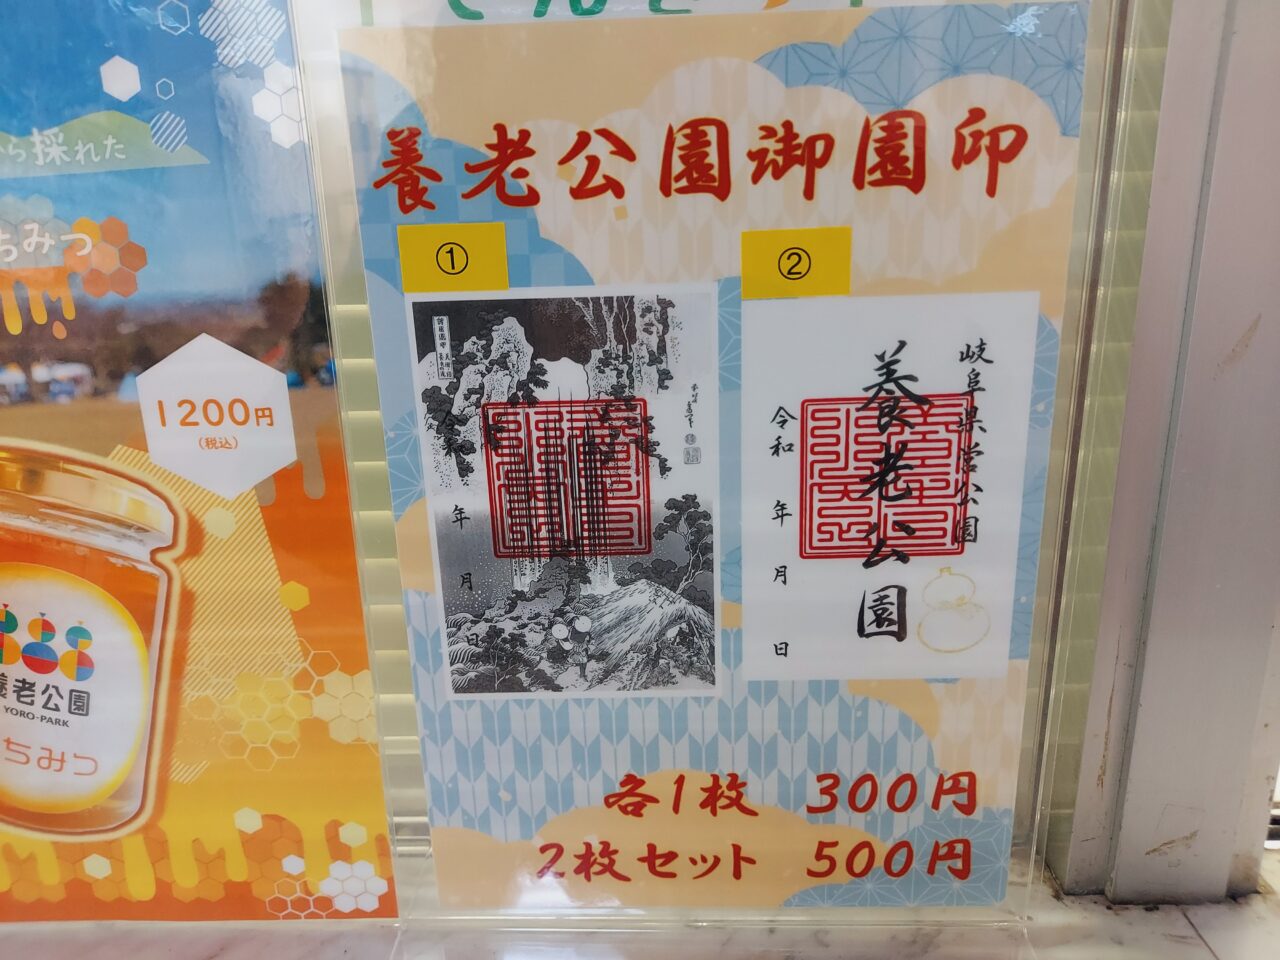 から採れた
ちみつ
1200円
(税込)
養老公園
YORO-PARK
ちみつ
養老公園御園印
①
令和
年
月
日
②
岐阜県営公園
養老公園
令和
年
月
日
各1枚 300円
2枚セット 500円